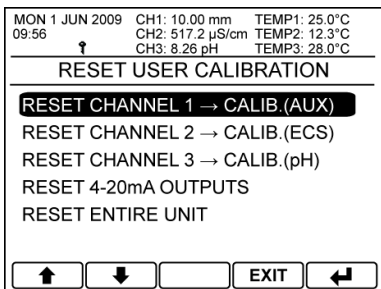 MON 1 JUN 2009 CH1: 10.00 mm TEMP1: 25.0°C
09:56 CH2: 517.2 µS/cm TEMP2: 12.3°C
CH3: 8.26 pH TEMP3: 28.0°C
RESET USER CALIBRATION
RESET CHANNEL 1 → CALIB.(AUX)
RESET CHANNEL 2 → CALIB.(ECS)
RESET CHANNEL 3 → CALIB.(pH)
RESET 4-20mA OUTPUTS
RESET ENTIRE UNIT
EXIT